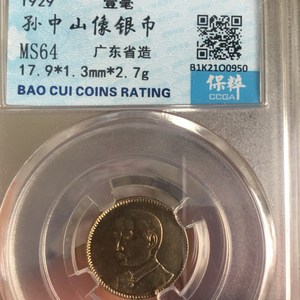 1929 壹毫
孙中山像银币
MS64 广东省造
17.9*1.3mm*2.7g
BAO CUI COINS RATING
B1K21O0950
保粹
CCGA